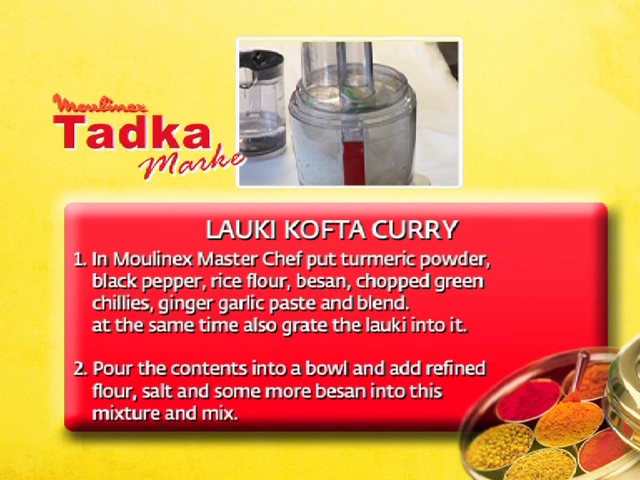 Moulinex
Tadka
Marke
LAUKI KOFTA CURRY
1. In Moulinex Master Chef put turmeric powder,
black pepper, rice flour, besan, chopped green
chillies, ginger garlic paste and blend.
at the same time also grate the lauki into it.
2. Pour the contents into a bowl and add refined
flour, salt and some more besan into this
mixture and mix.